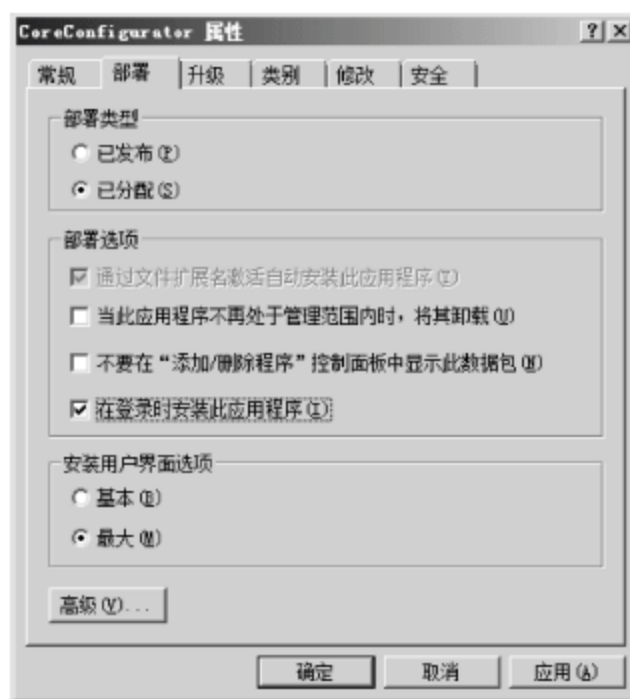 CoreConfigurator 属性
常规 部署 升级 类别 修改 安全
部署类型
已发布(P)
已分配(S)
部署选项
通过文件扩展名激活自动安装此应用程序(T)
当此应用程序不再处于管理范围内时，将其卸载(U)
不要在“添加/删除程序”控制面板中显示此数据包(N)
在登录时安装此应用程序(I)
安装用户界面选项
基本(B)
最大(M)
高级(V)...
确定 取消 应用(A)